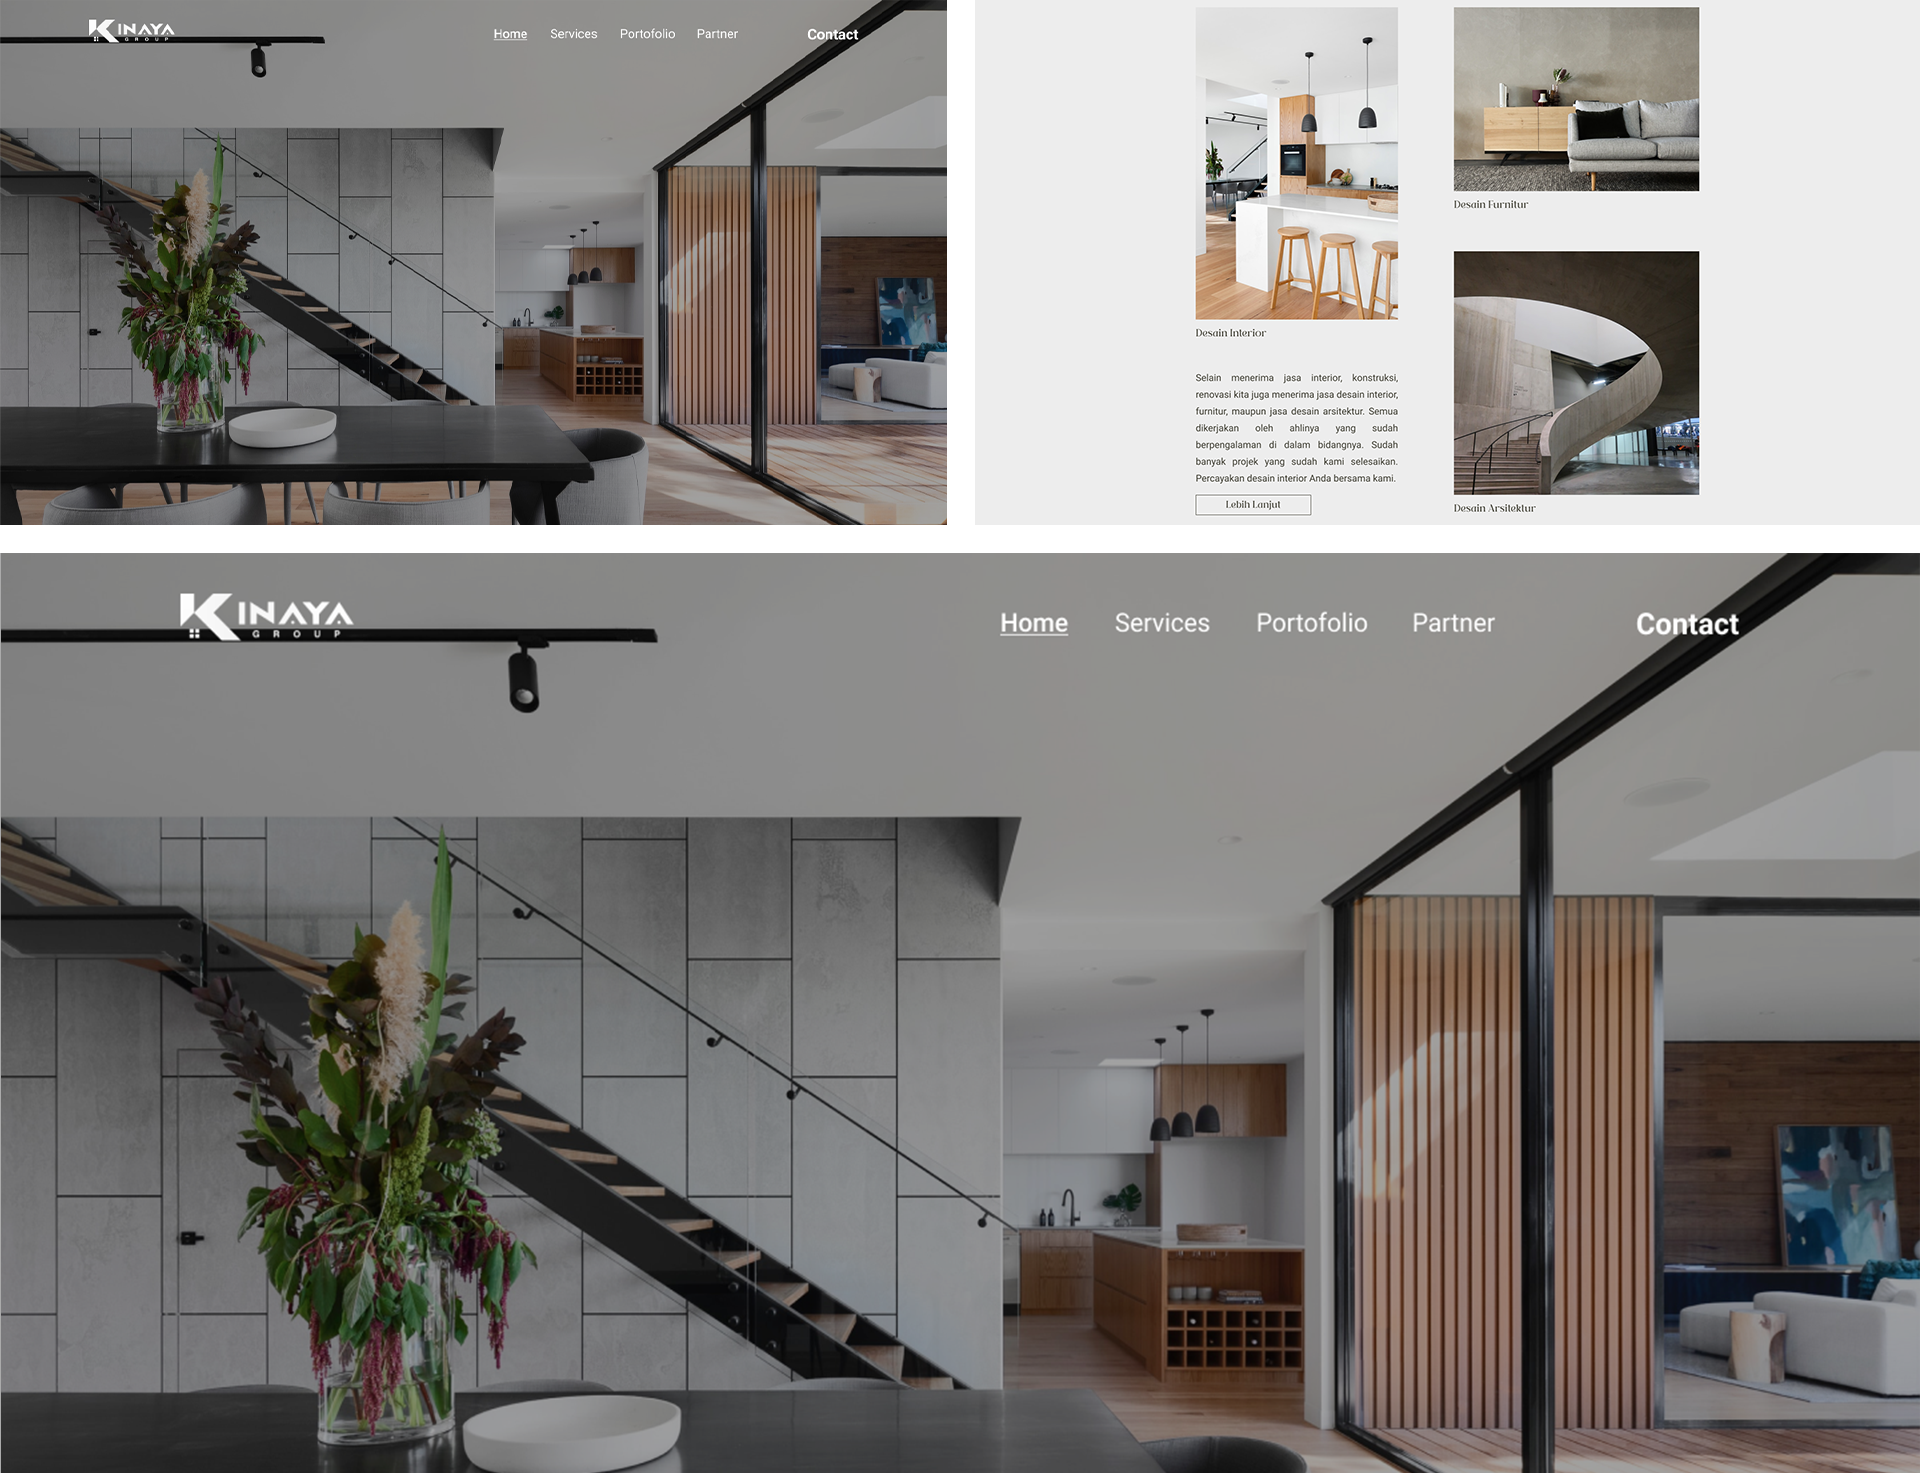 KINAYA
GROUP
Home Services Portofolio Partner Contact
Desain Interior
Selain menerima jasa interior, konstruksi,
renovasi kita juga menerima jasa desain interior,
furnitur, maupun jasa desain arsitektur. Semua
dikerjakan oleh ahlinya yang sudah
berpengalaman di dalam bidangnya. Sudah
banyak projek yang sudah kami selesaikan.
Percayakan desain interior Anda bersama kami.
Lebih Lanjut
Desain Furnitur
Desain Arsitektur
KINAYA
GROUP
Home Services Portofolio Partner Contact